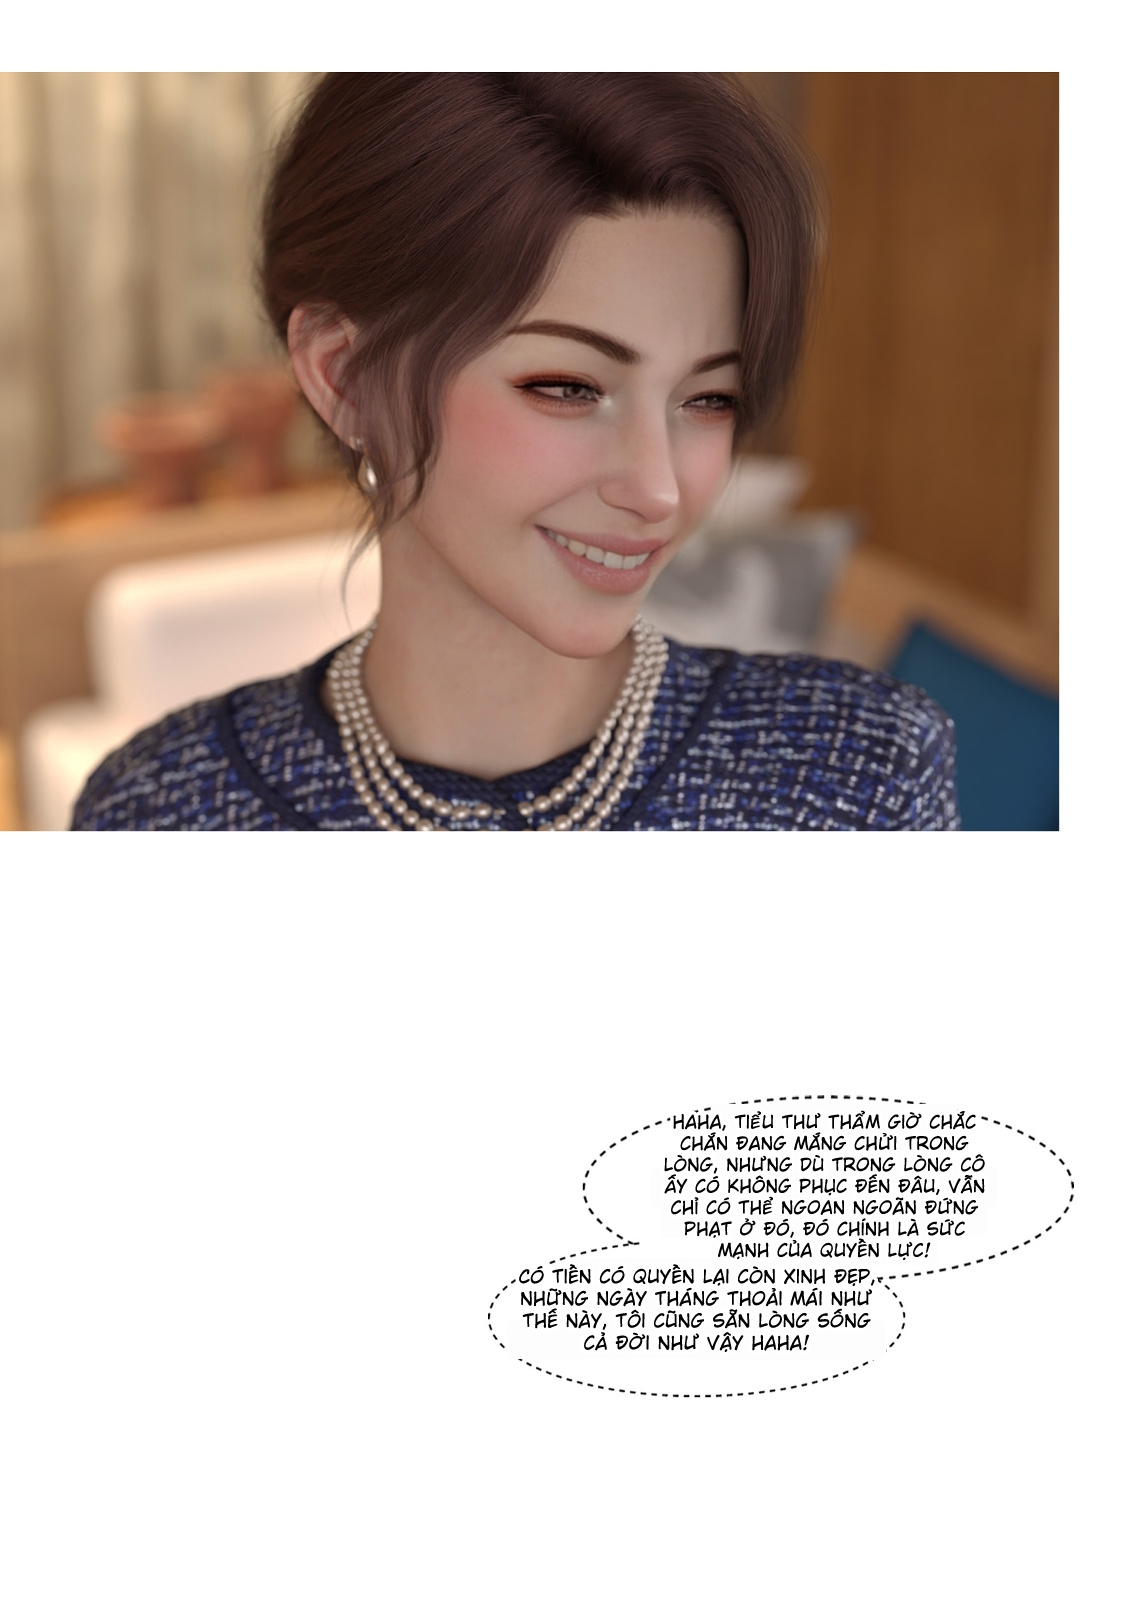 HAHA, TIỂU THƯ THẨM GIỜ CHẮC
CHẮN ĐANG MẮNG CHỬI TRONG
LÒNG, NHƯNG DÙ TRONG LÒNG CÔ
ẤY CÓ KHÔNG PHỤC ĐẾN ĐÂU, VẪN
CHỈ CÓ THỂ NGOAN NGOÃN ĐỨNG
PHẠT Ở ĐÓ, ĐÓ CHÍNH LÀ SỨC
MẠNH CỦA QUYỀN LỰC!
CÓ TIỀN CÓ QUYỀN LẠI CÒN XINH ĐẸP,
NHỮNG NGÀY THÁNG THOẢI MÁI NHƯ
THẾ NÀY, TÔI CŨNG SẴN LÒNG SỐNG
CẢ ĐỜI NHƯ VẬY HAHA!